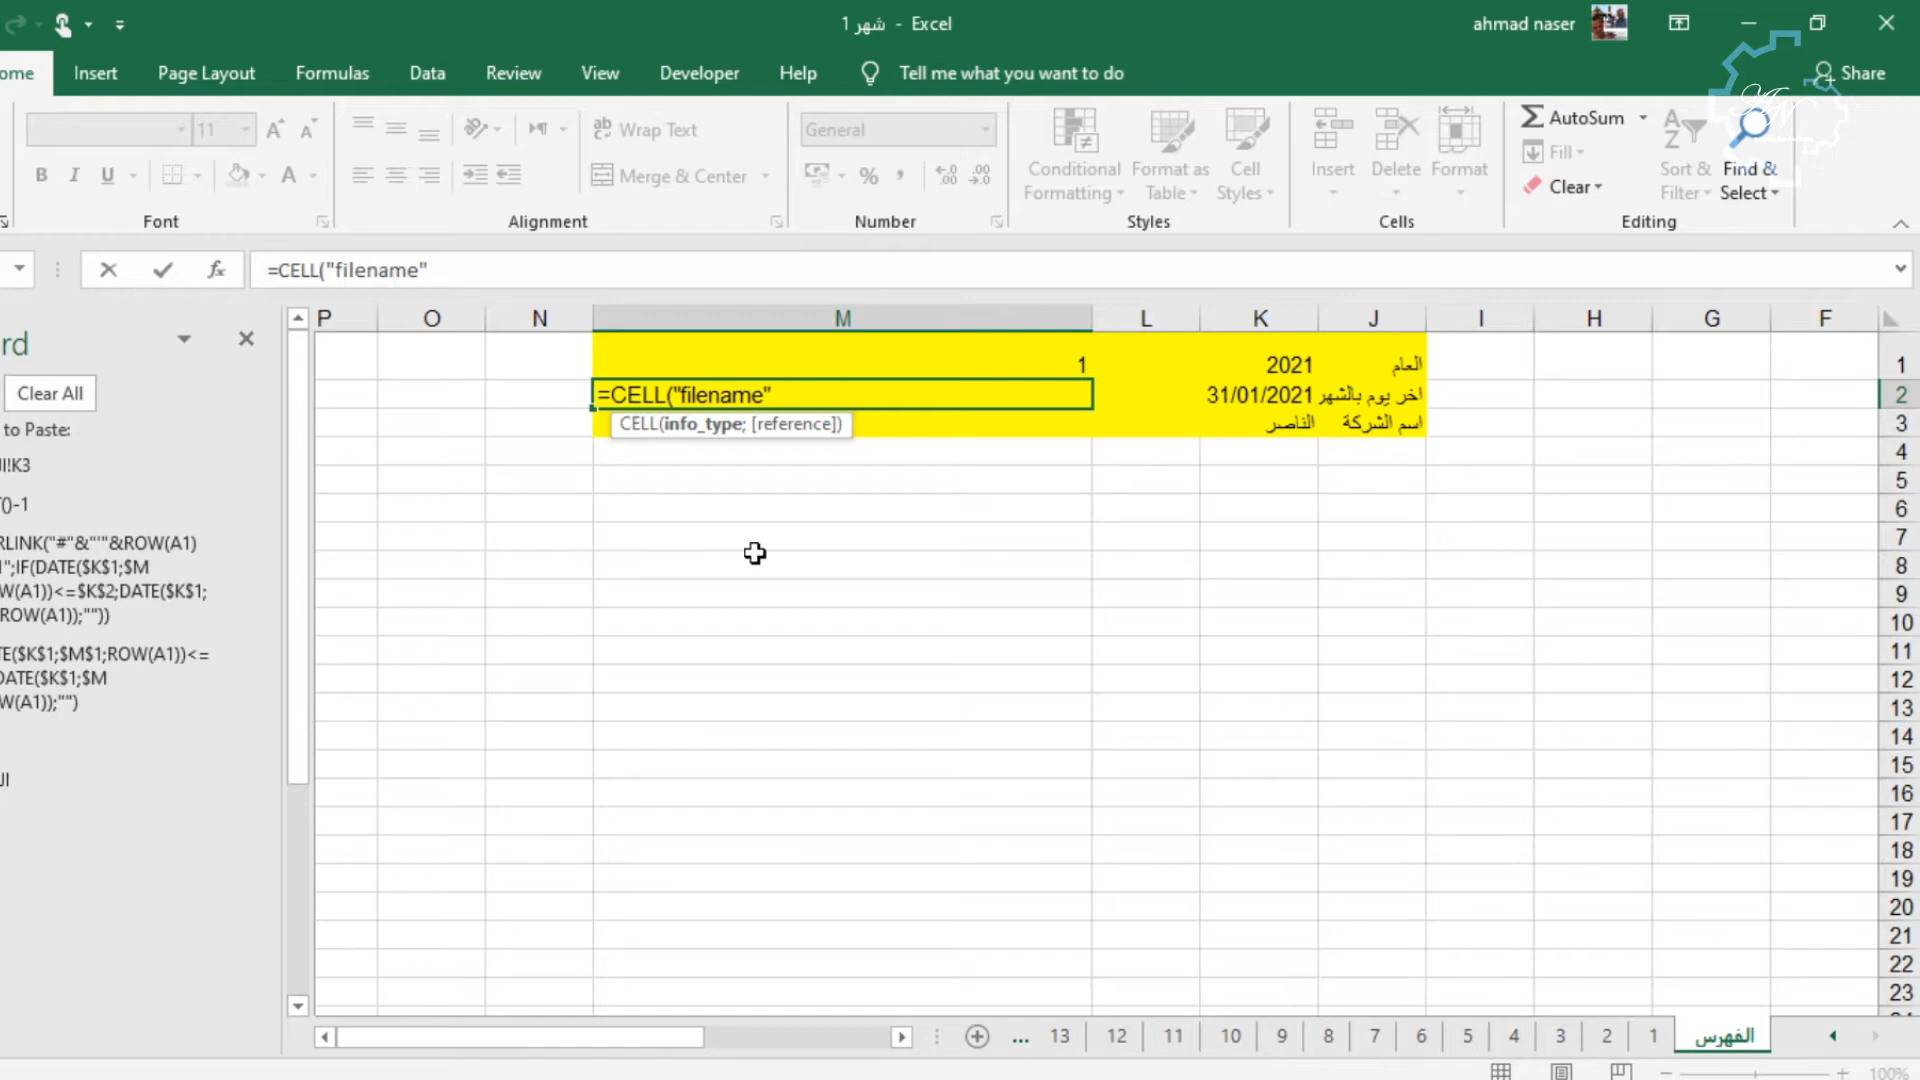 شهر 1 - Excel
ahmad naser
ome
Insert
Page Layout
Formulas
Data
Review
View
Developer
Help
Tell me what you want to do
Share
11
Wrap Text
General
Conditional Formatting
Format as Table
Cell Styles
Insert
Delete
Format
AutoSum
Fill
Clear
Sort & Filter
Find & Select
B I U
Merge & Center
Font
Alignment
Number
Styles
Cells
Editing
=CELL("filename"
P O N M L K J I H G F
rd
Clear All
to Paste:
!K3
()-1
RLINK("#"&"'"&ROW(A1)
";IF(DATE($K$1;$M
W(A1))<=$K$2;DATE($K$1;
ROW(A1));""))
TE($K$1;$M$1;ROW(A1))<=
DATE($K$1;$M
W(A1));"")
ال
العام 2021 1
اخر يوم بالشهر 31/01/2021 =CELL("filename"
CELL(info_type; [reference])
اسم الشركة الناصر
1
2
3
4
5
6
7
8
9
10
11
12
13
14
15
16
17
18
19
20
21
22
23
... 13 12 11 10 9 8 7 6 5 4 3 2 1 الفهرس
100%